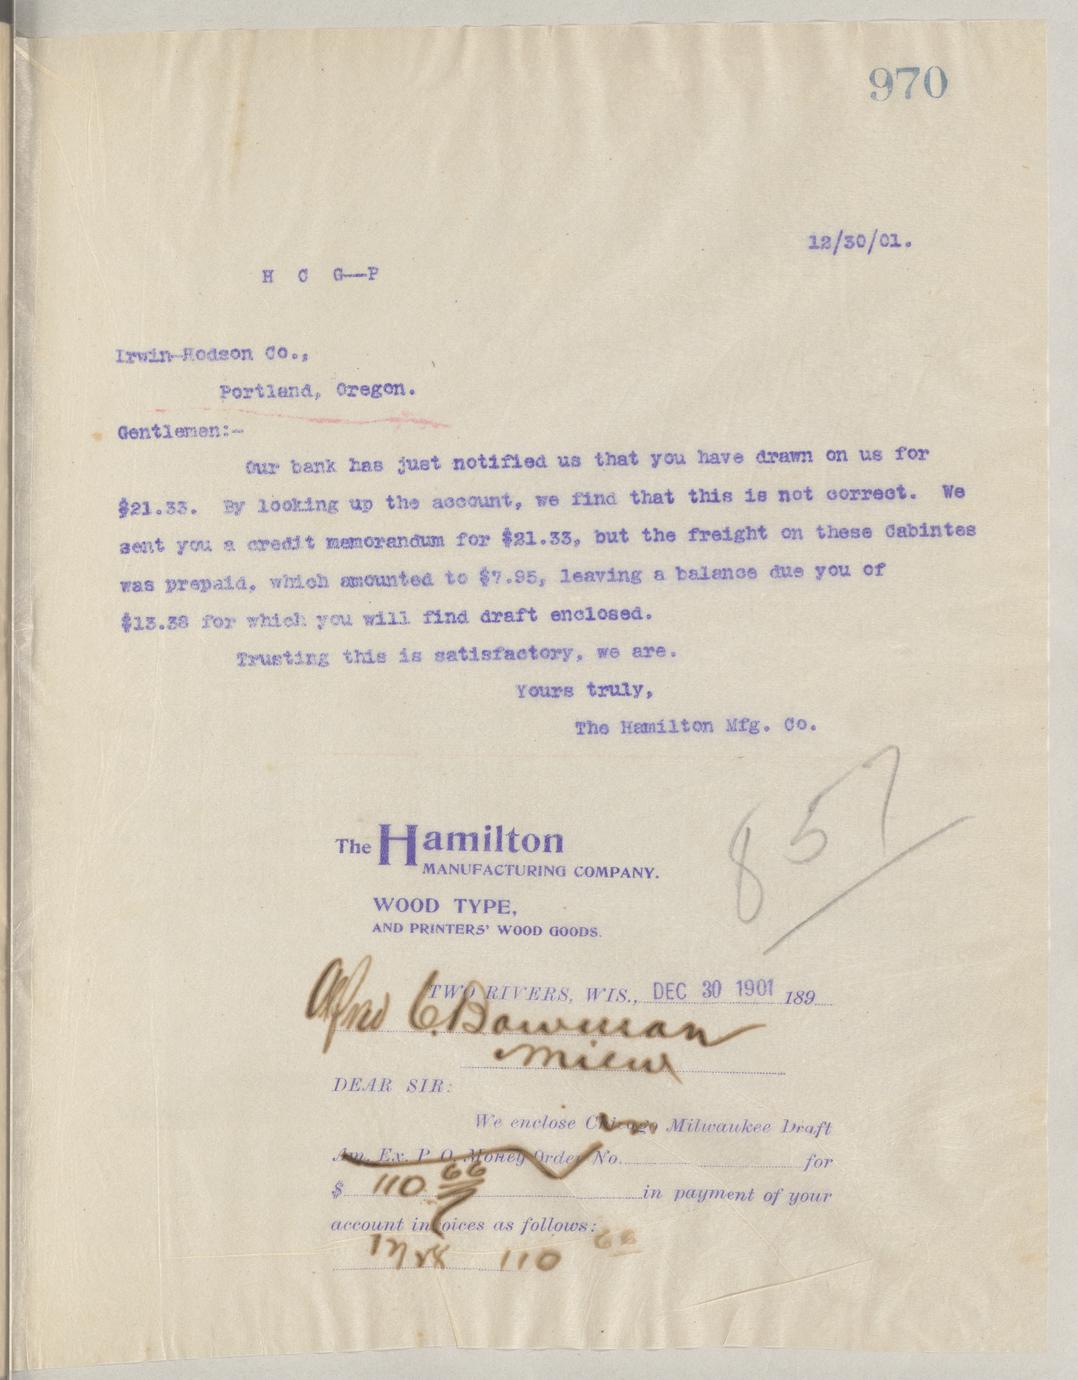 970
12/30/01.
H C G--P
Irwin-Hodson Co.,
Portland, Oregon.
Gentlemen:-
Our bank has just notified us that you have drawn on us for
$21.33. By looking up the account, we find that this is not correct. We
sent you a credit memorandum for $21.33, but the freight on these Cabintes
was prepaid, which amounted to $7.95, leaving a balance due you of
$13.38 for which you will find draft enclosed.
Trusting this is satisfactory, we are.
Yours truly,
The Hamilton Mfg. Co.
857
The Hamilton
MANUFACTURING COMPANY.
WOOD TYPE,
AND PRINTERS' WOOD GOODS.
TWO RIVERS, WIS., DEC 30 1901 189
C. Bowman
DEAR SIR:
We enclose Chicago Milwaukee Draft
Am. Ex. P. O. Money Order No. for
$ 110 66 in payment of your
account invoices as follows:
110 66